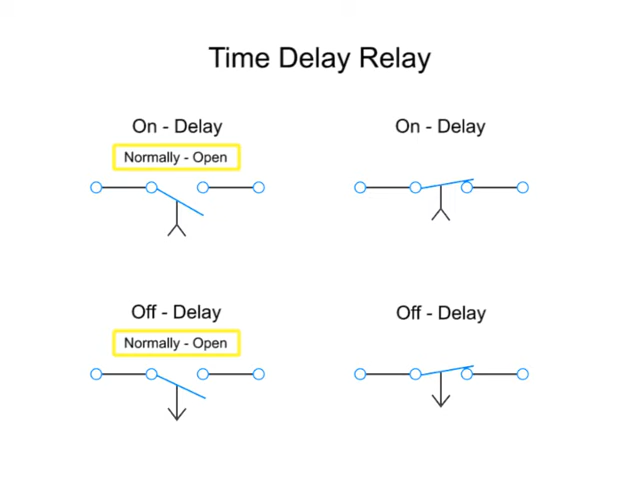 Time Delay Relay
On - Delay
On - Delay
Normally - Open
Off - Delay
Off - Delay
Normally - Open